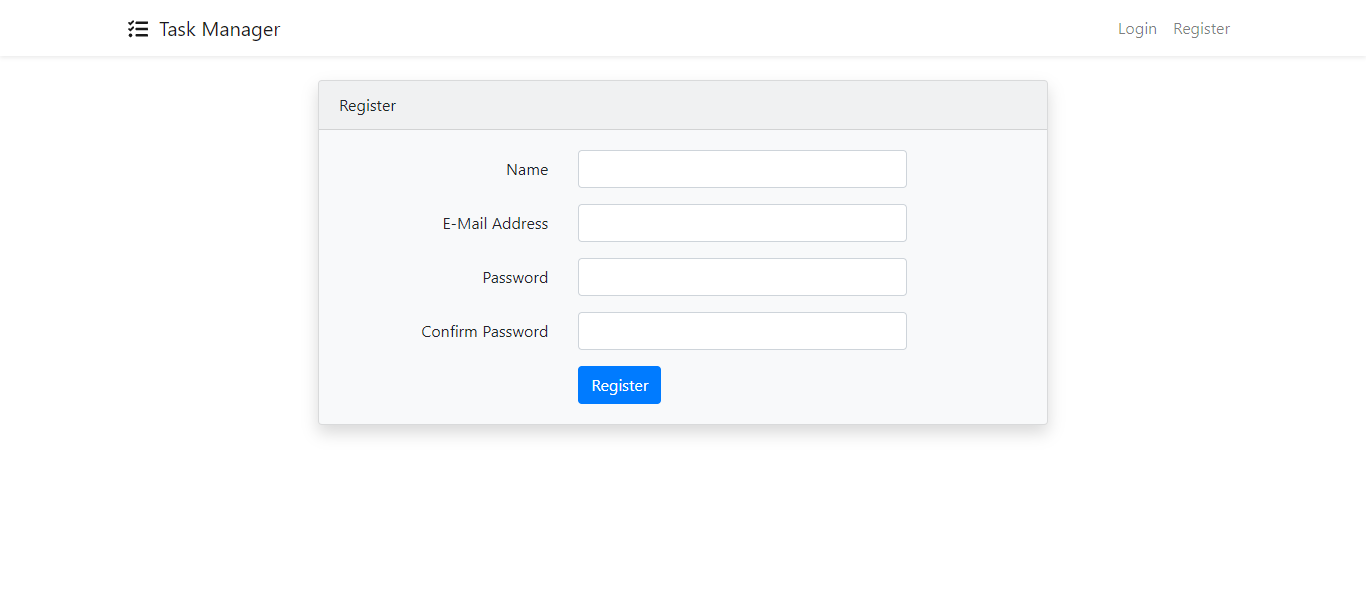 Task Manager
Login Register
Register
Name
E-Mail Address
Password
Confirm Password
Register